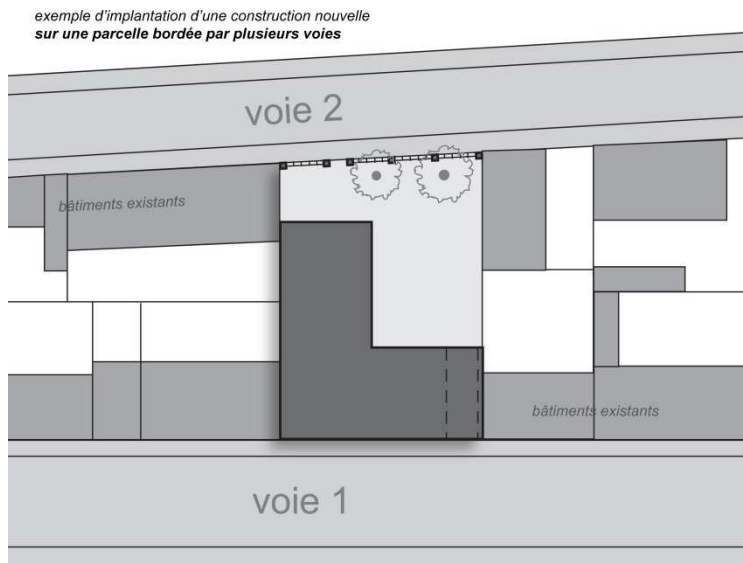 exemple d'implantation d'une construction nouvelle
sur une parcelle bordée par plusieurs voies
voie 2
bâtiments existants
bâtiments existants
voie 1